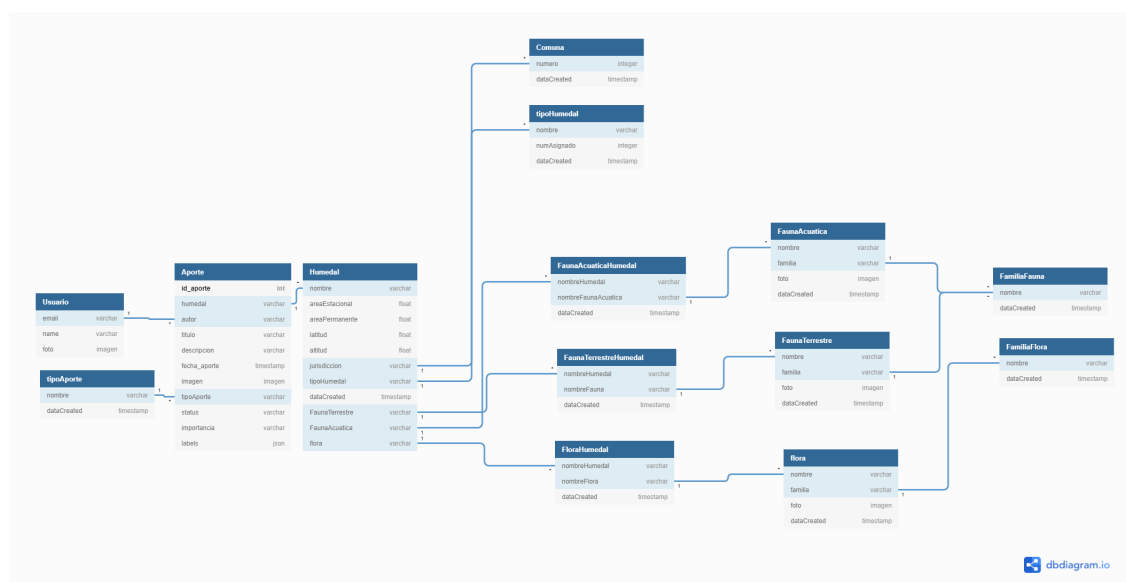 Comuna
numero integer
dataCreated timestamp
tipoHumedal
nombre varchar
numAsignado integer
dataCreated timestamp
Usuario
email varchar
name varchar
foto imagen
tipoAporte
nombre varchar
dataCreated timestamp
Aporte
id_aporte int
humedal varchar
autor varchar
titulo varchar
descripcion varchar
fecha_aporte timestamp
imagen imagen
tipoAporte varchar
status varchar
importancia varchar
labels json
Humedal
nombre varchar
areaEstacional float
areaPermanente float
latitud float
altitud float
jurisdiccion varchar
tipoHumedal varchar
dataCreated timestamp
FaunaTerrestre varchar
FaunaAcuatica varchar
flora varchar
FaunaAcuaticaHumedal
nombreHumedal varchar
nombreFaunaAcuatica varchar
dataCreated timestamp
FaunaTerrestreHumedal
nombreHumedal varchar
nombreFauna varchar
dataCreated timestamp
FloraHumedal
nombreHumedal varchar
nombreFlora varchar
dataCreated timestamp
FaunaAcuatica
nombre varchar
familia varchar
foto imagen
dataCreated timestamp
FaunaTerrestre
nombre varchar
familia varchar
foto imagen
dataCreated timestamp
flora
nombre varchar
familia varchar
foto imagen
dataCreated timestamp
FamiliaFauna
nombre varchar
dataCreated timestamp
FamiliaFlora
nombre varchar
dataCreated timestamp
dbdiagram.io